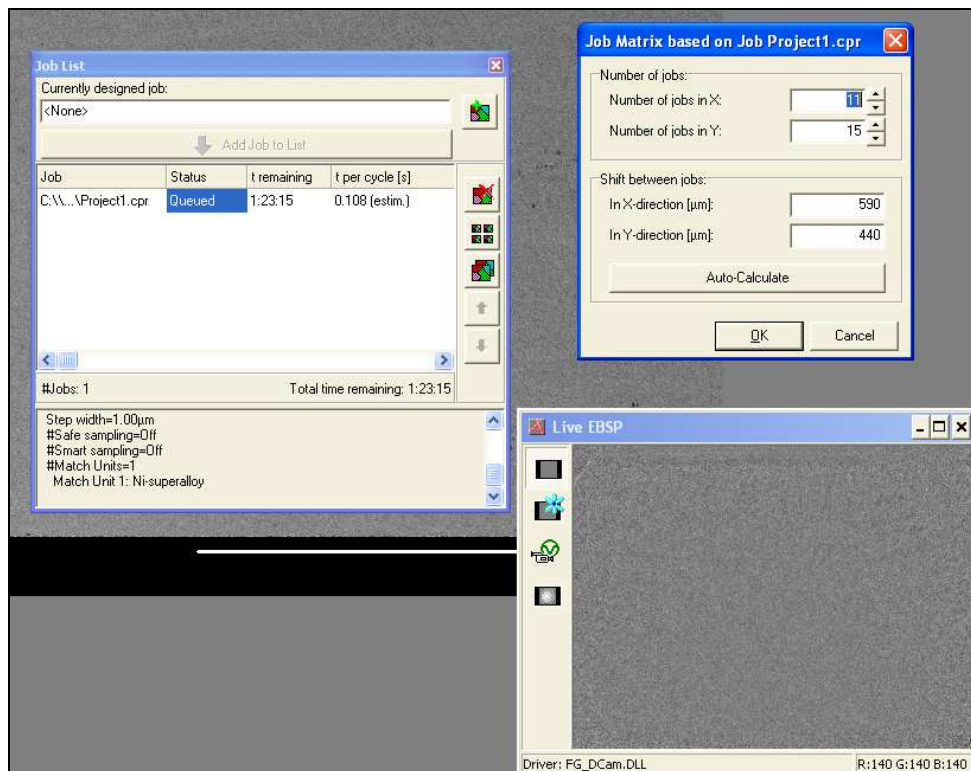 Job List
Currently designed job:
<None>
Add Job to List
Job Status t remaining t per cycle [s]
C:\\...\Project1.cpr Queued 1:23:15 0.108 (estim.)
#Jobs: 1 Total time remaining: 1:23:15
Step width=1.00µm
#Safe sampling=Off
#Smart sampling=Off
#Match Units=1
Match Unit 1: Ni-superalloy
Job Matrix based on Job Project1.cpr
Number of jobs:
Number of jobs in X: 11
Number of jobs in Y: 15
Shift between jobs:
In X-direction [µm]: 590
In Y-direction [µm]: 440
Auto-Calculate
OK Cancel
Live EBSP
Driver: FG_DCam.DLL R:140 G:140 B:140